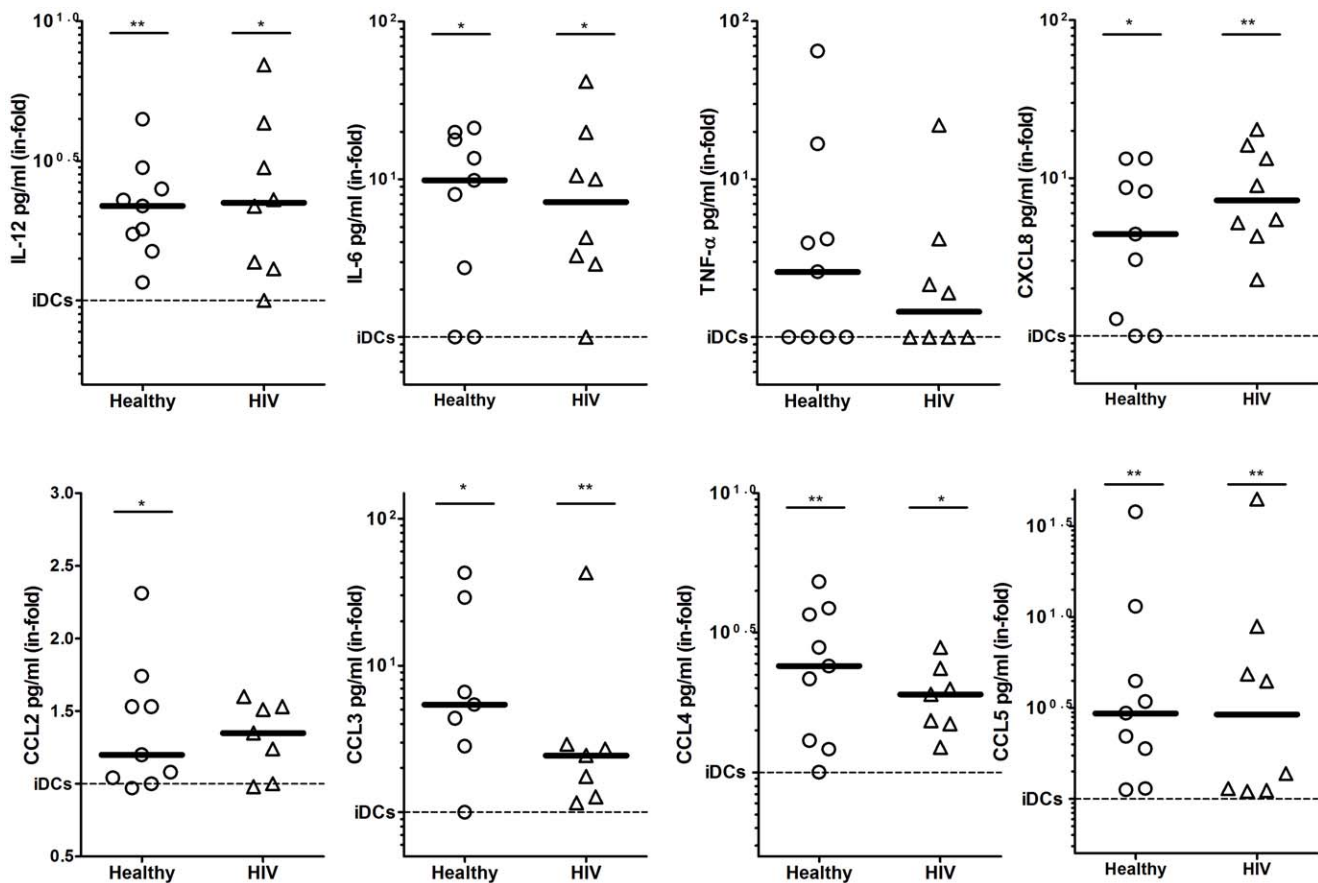 ** * * * * **
10^1.0 10^2 10^2 10^2
IL-12 pg/ml (in-fold)
10^0.5
iDCs
Healthy HIV
IL-6 pg/ml (in-fold)
10^1
iDCs
Healthy HIV
TNF-α pg/ml (in-fold)
10^1
iDCs
Healthy HIV
CXCL8 pg/ml (in-fold)
10^1
iDCs
Healthy HIV
*
CCL2 pg/ml (in-fold)
3.0
2.5
2.0
1.5
iDCs
0.5
Healthy HIV
* **
CCL3 pg/ml (in-fold)
10^2
10^1
iDCs
Healthy HIV
** *
CCL4 pg/ml (in-fold)
10^1.0
10^0.5
iDCs
Healthy HIV
** **
CCL5 pg/ml (in-fold)
10^1.5
10^1.0
10^0.5
iDCs
Healthy HIV